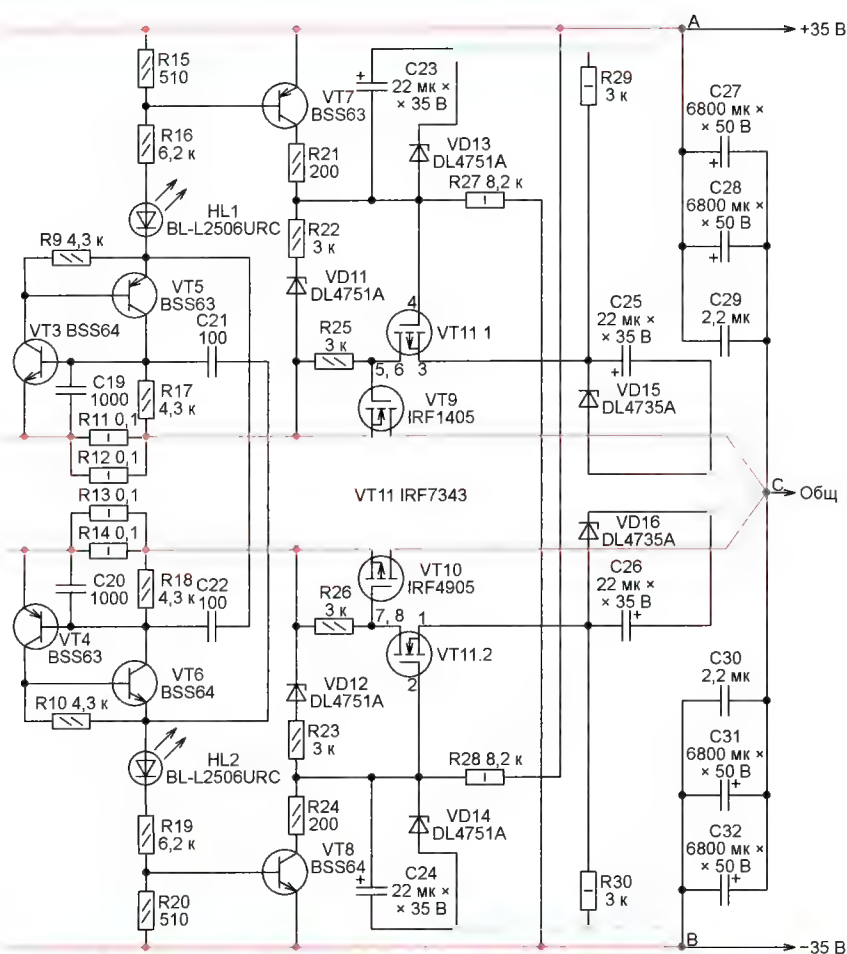 A
+35 В
R15
510
C23
22 мк ×
× 35 В
R29
3 к
C27
6800 мк ×
× 50 В
VT7
BSS63
R16
6,2 к
VD13
DL4751A
R21
200
R27 8,2 к
C28
6800 мк ×
× 50 В
HL1
BL-L2506URC
R22
3 к
R9 4,3 к
VD11
DL4751A
VT5
BSS63
C25
22 мк ×
× 35 В
C29
2,2 мк
4
VT11 1
VT3 BSS64
C21
100
R25
3 к
5, 6
3
C19
1000
R17
4,3 к
VT9
IRF1405
VD15
DL4735A
R11 0,1
R12 0,1
VT11 IRF7343
C
Общ
R13 0,1
R14 0,1
VD16
DL4735A
VT10
IRF4905
C20
1000
R18
4,3 к
C22
100
R26
3 к
C26
22 мк ×
× 35 В
7, 8
1
VT4
BSS63
VT11.2
VT6
BSS64
2
C30
2,2 мк
R10 4,3 к
VD12
DL4751A
R23
3 к
R28 8,2 к
C31
6800 мк ×
× 50 В
HL2
BL-L2506URC
R24
200
VD14
DL4751A
R19
6,2 к
VT8
BSS64
C32
6800 мк ×
× 50 В
C24
22 мк ×
× 35 В
R30
3 к
R20
510
B
−35 В